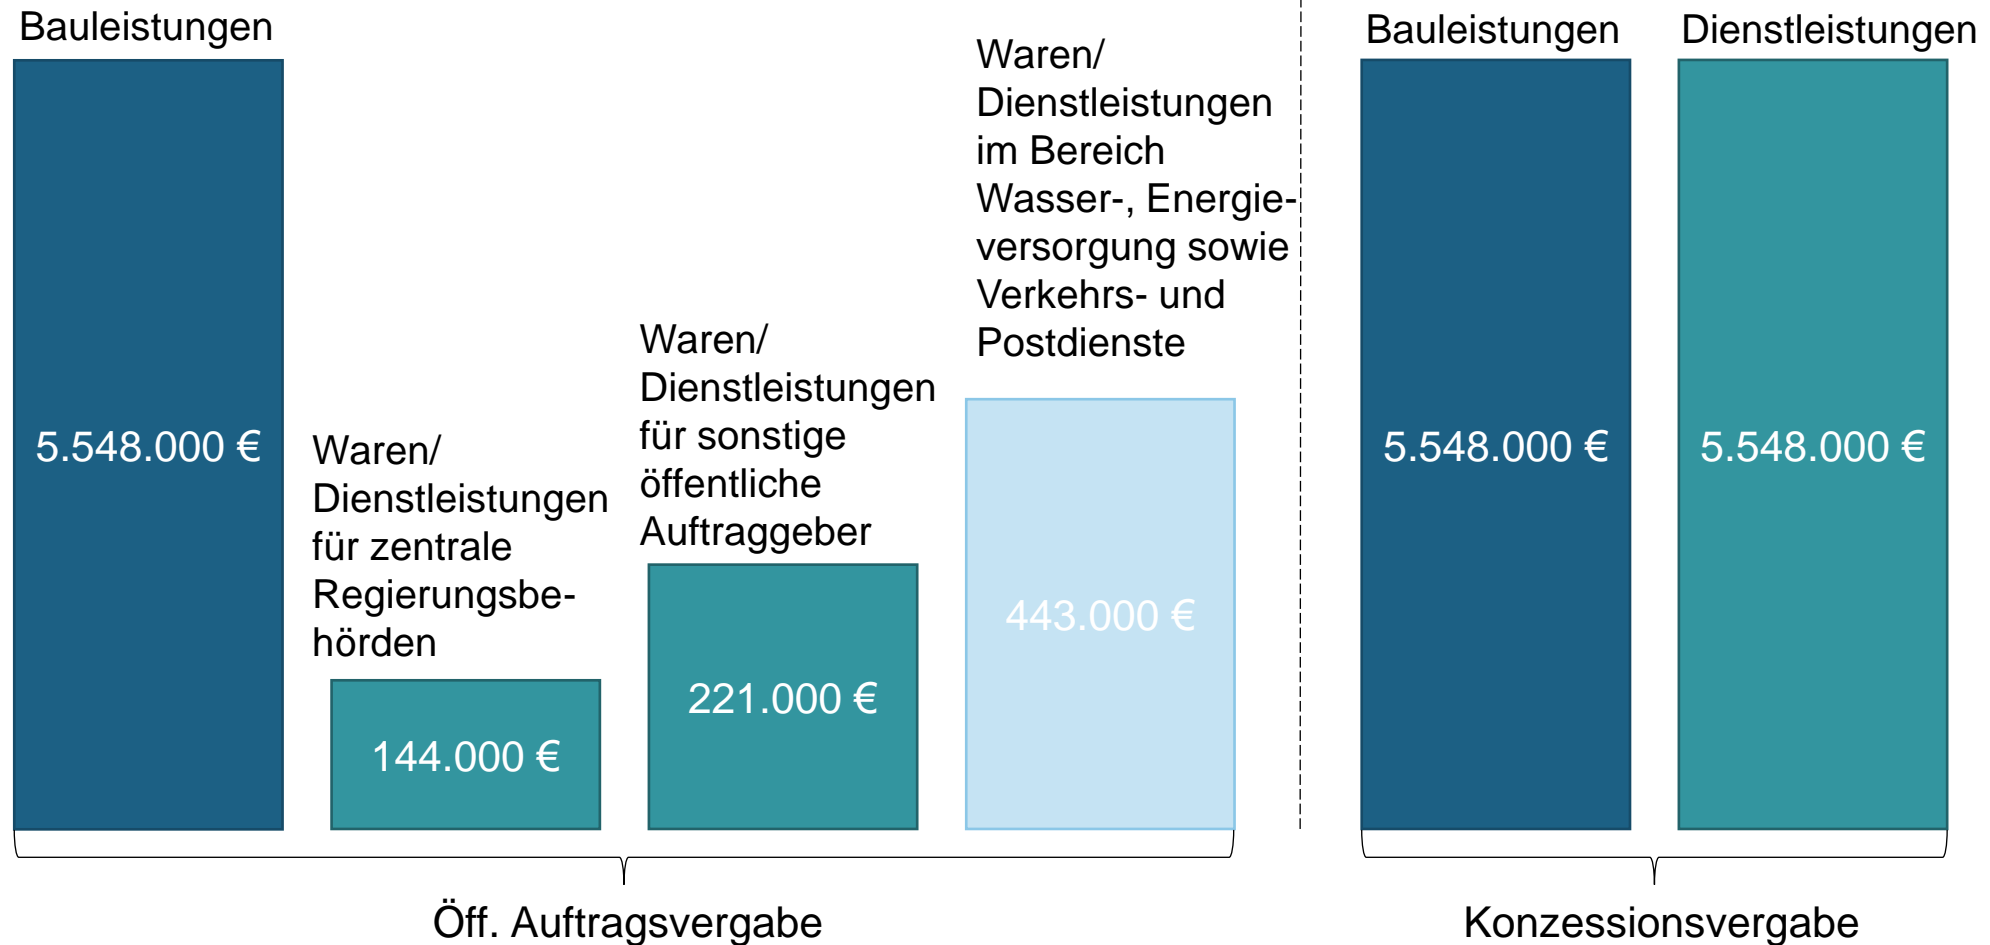 Bauleistungen
5.548.000 €
Waren/
Dienstleistungen
für zentrale
Regierungsbe-
hörden
144.000 €
Waren/
Dienstleistungen
für sonstige
öffentliche
Auftraggeber
221.000 €
Waren/
Dienstleistungen
im Bereich
Wasser-, Energie-
versorgung sowie
Verkehrs- und
Postdienste
443.000 €
Öff. Auftragsvergabe
Bauleistungen
5.548.000 €
Dienstleistungen
5.548.000 €
Konzessionsvergabe